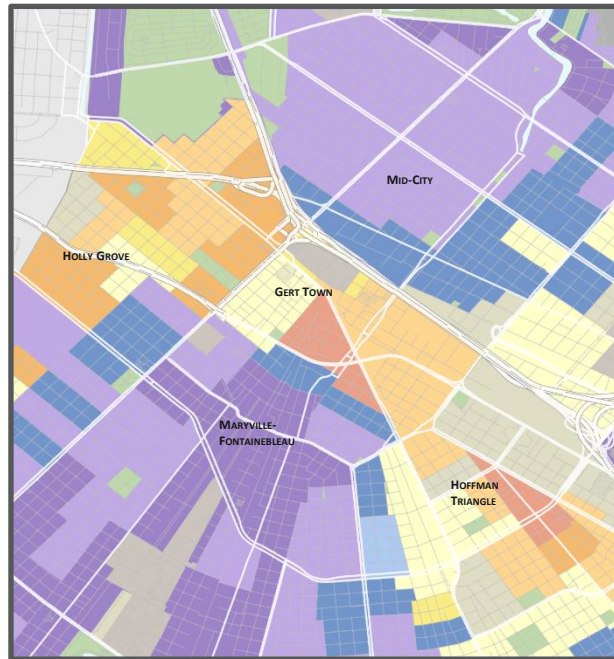 MID-CITY
HOLLY GROVE
GERT TOWN
MARYVILLE-
FONTAINEBLEAU
HOFFMAN
TRIANGLE